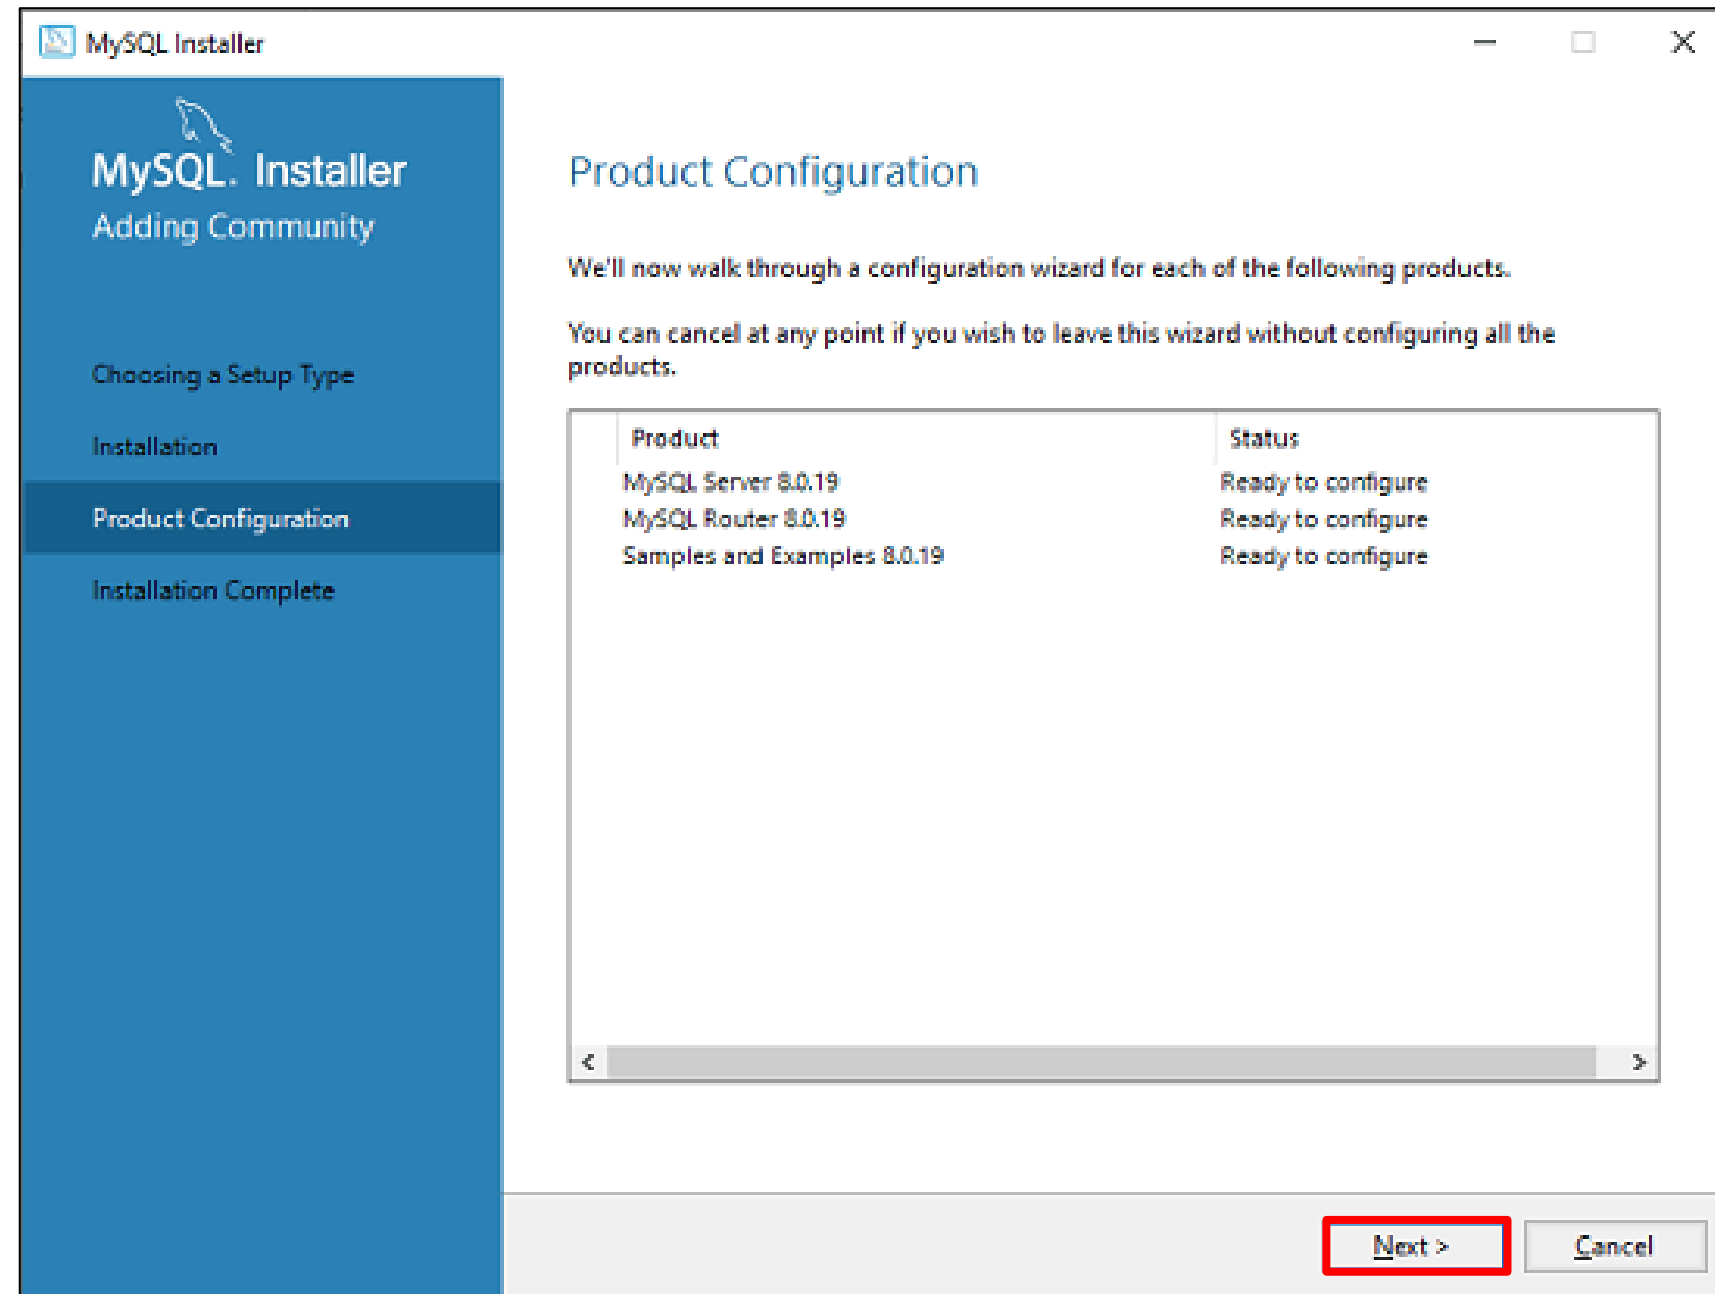 MySQL Installer
MySQL. Installer
Adding Community
Choosing a Setup Type
Installation
Product Configuration
Installation Complete
Product Configuration
We'll now walk through a configuration wizard for each of the following products.
You can cancel at any point if you wish to leave this wizard without configuring all the
products.
Product Status
MySQL Server 8.0.19 Ready to configure
MySQL Router 8.0.19 Ready to configure
Samples and Examples 8.0.19 Ready to configure
Next > Cancel